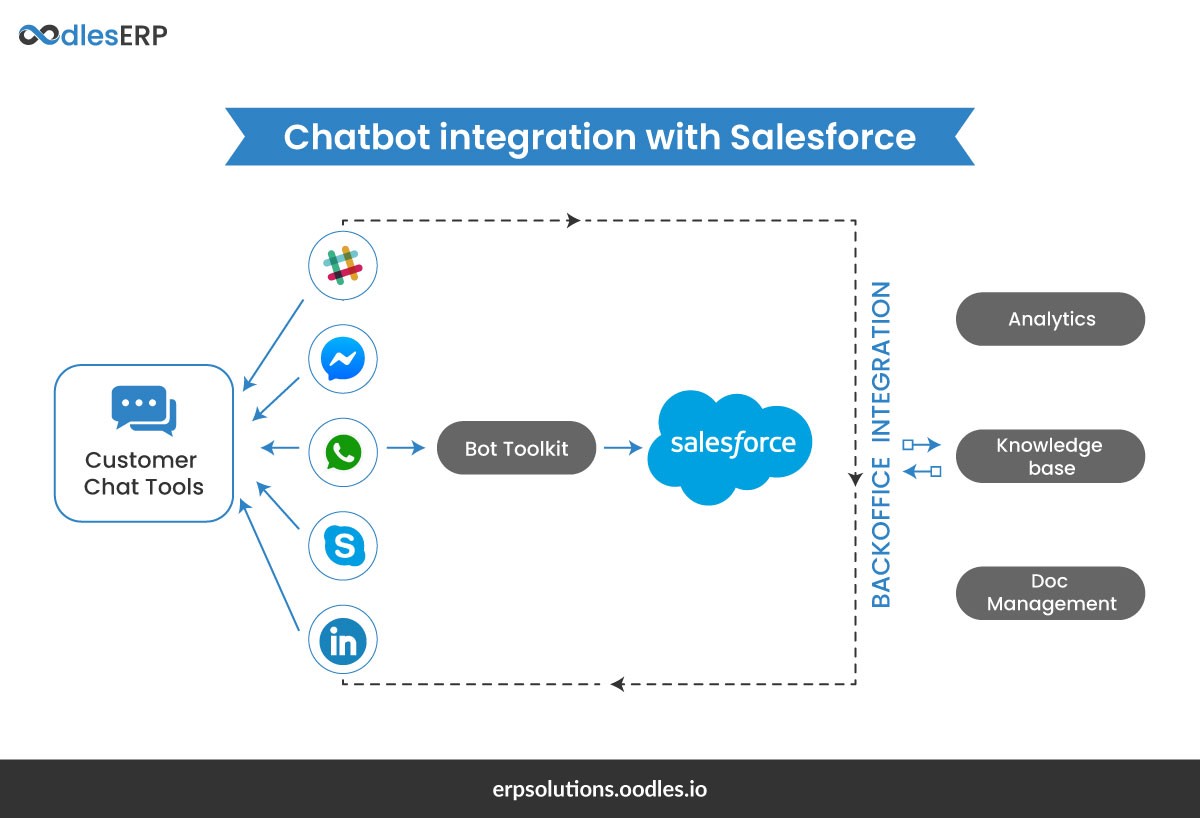 oodlesERP
Chatbot integration with Salesforce
Customer
Chat Tools
in
S
Bot Toolkit
salesforce
BACKOFFICE INTEGRATION
Analytics
Knowledge
base
Doc
Management
erpsolutions.oodles.io